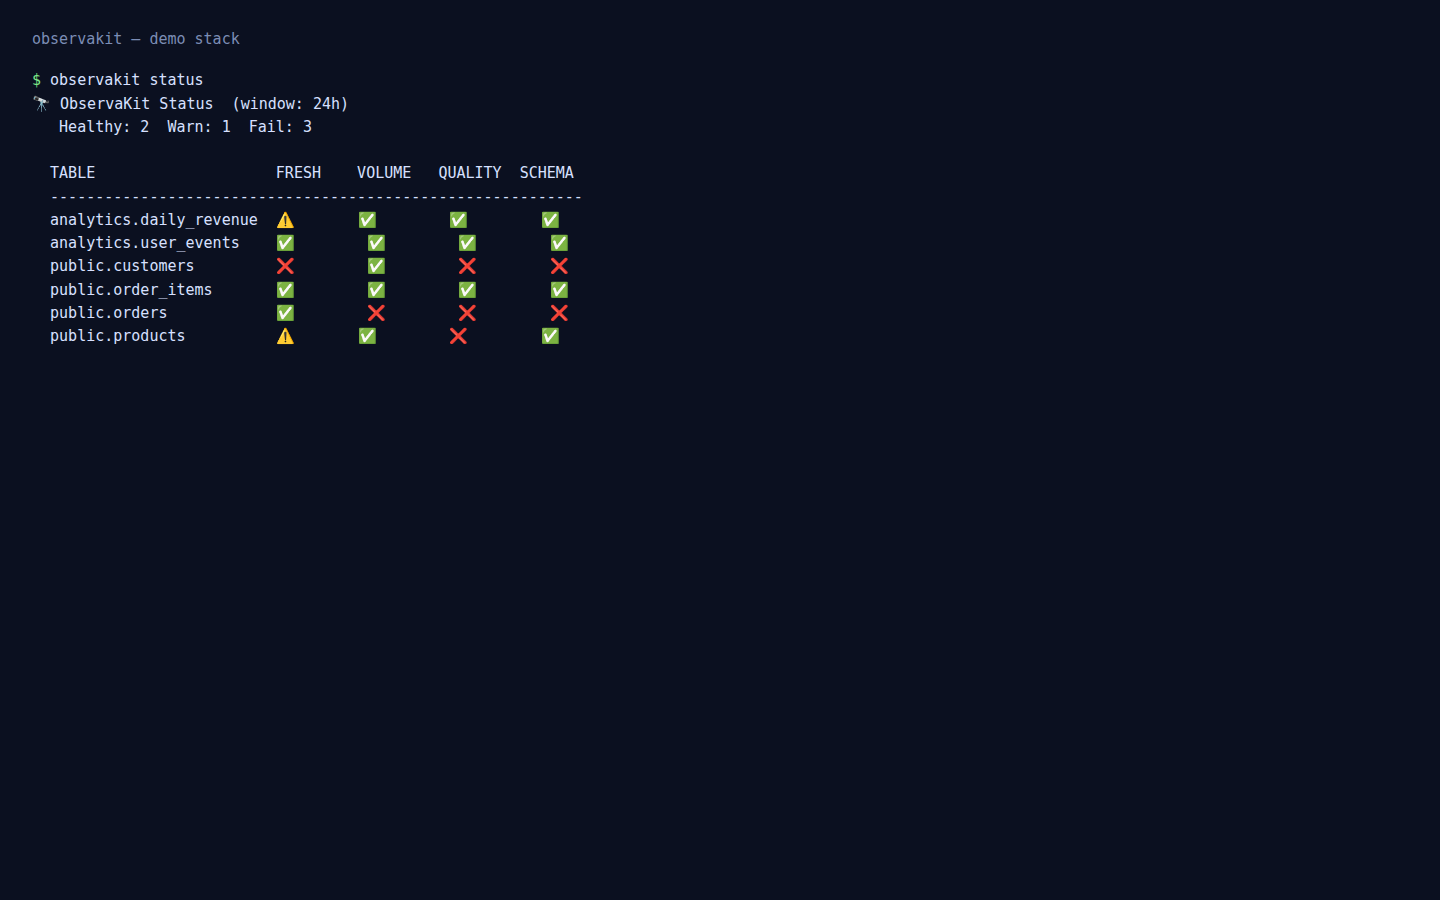 observakit — demo stack
$ observakit status
🔭 ObservaKit Status  (window: 24h)
Healthy: 2  Warn: 1  Fail: 3
TABLE                    FRESH    VOLUME   QUALITY  SCHEMA
-----------------------------------------------------------
analytics.daily_revenue  ⚠️       ✅        ✅        ✅
analytics.user_events    ✅        ✅        ✅        ✅
public.customers         ❌        ✅        ❌        ❌
public.order_items       ✅        ✅        ✅        ✅
public.orders            ✅        ❌        ❌        ❌
public.products          ⚠️       ✅        ❌        ✅